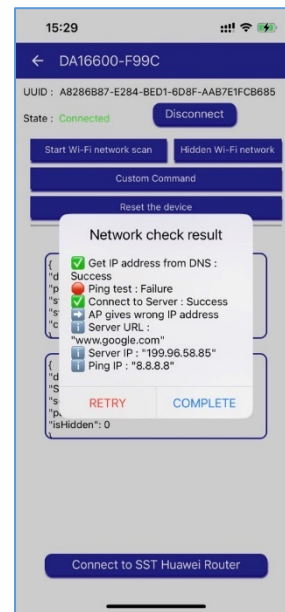 15:29
← DA16600-F99C
UUID : A8286B87-E284-BED1-6D8F-AAB7E1FCB685
State : Connected
Disconnect
Start Wi-Fi network scan
Hidden Wi-Fi network
Custom Command
Reset the device
Network check result
✅ Get IP address from DNS :
Success
🔴 Ping test : Failure
✅ Connect to Server : Success
➡️ AP gives wrong IP address
ℹ️ Server URL :
"www.google.com"
ℹ️ Server IP : "199.96.58.85"
ℹ️ Ping IP : "8.8.8.8"
RETRY
COMPLETE
{
"d
"p
"s
"s
"c
{
"d
"S
"s
"p
"isHidden": 0
Connect to SST Huawei Router